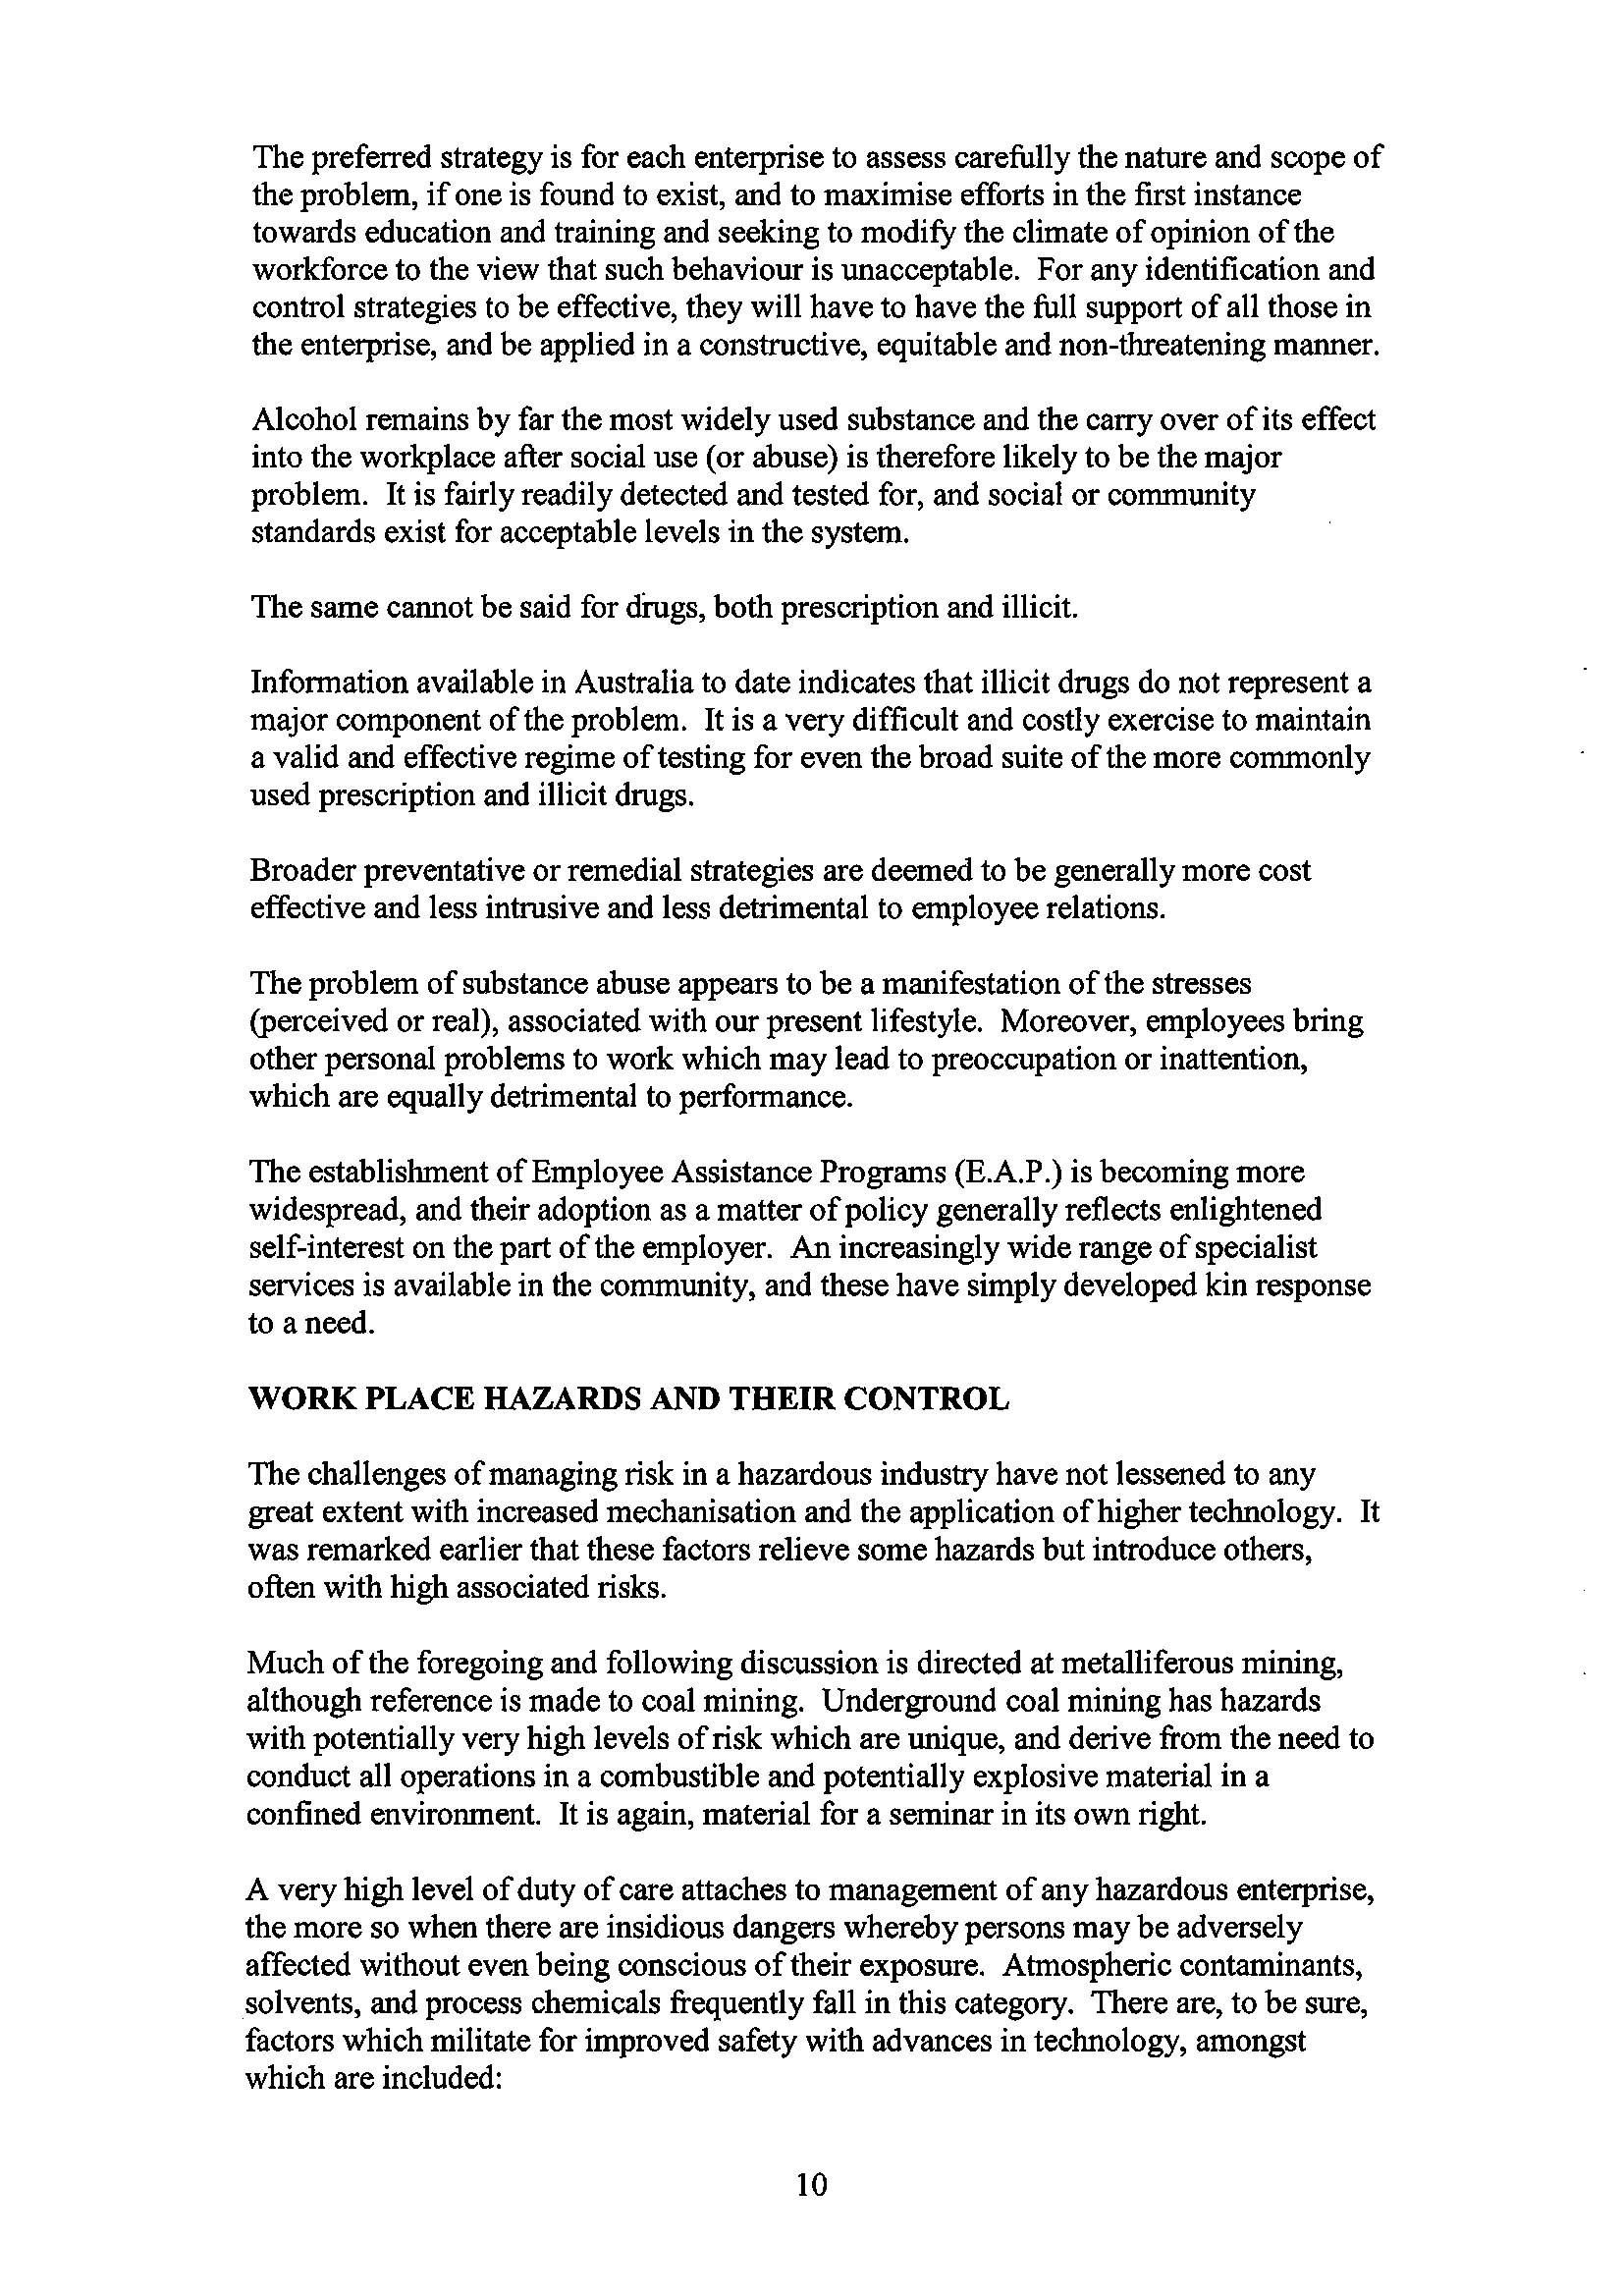 The preferred strategy is for each enterprise to assess carefully the nature and scope of
the problem, if one is found to exist, and to maximise efforts in the first instance
towards education and training and seeking to modify the climate of opinion of the
workforce to the view that such behaviour is unacceptable. For any identification and
control strategies to be effective, they will have to have the full support of all those in
the enterprise, and be applied in a constructive, equitable and non-threatening manner.
Alcohol remains by far the most widely used substance and the carry over of its effect
into the workplace after social use (or abuse) is therefore likely to be the major
problem. It is fairly readily detected and tested for, and social or community
standards exist for acceptable levels in the system.
The same cannot be said for drugs, both prescription and illicit.
Information available in Australia to date indicates that illicit drugs do not represent a
major component of the problem. It is a very difficult and costly exercise to maintain
a valid and effective regime of testing for even the broad suite of the more commonly
used prescription and illicit drugs.
Broader preventative or remedial strategies are deemed to be generally more cost
effective and less intrusive and less detrimental to employee relations.
The problem of substance abuse appears to be a manifestation of the stresses
(perceived or real), associated with our present lifestyle. Moreover, employees bring
other personal problems to work which may lead to preoccupation or inattention,
which are equally detrimental to performance.
The establishment of Employee Assistance Programs (E.A.P.) is becoming more
widespread, and their adoption as a matter of policy generally reflects enlightened
self-interest on the part of the employer. An increasingly wide range of specialist
services is available in the community, and these have simply developed kin response
to a need.
WORK PLACE HAZARDS AND THEIR CONTROL
The challenges of managing risk in a hazardous industry have not lessened to any
great extent with increased mechanisation and the application of higher technology. It
was remarked earlier that these factors relieve some hazards but introduce others,
often with high associated risks.
Much of the foregoing and following discussion is directed at metalliferous mining,
although reference is made to coal mining. Underground coal mining has hazards
with potentially very high levels of risk which are unique, and derive from the need to
conduct all operations in a combustible and potentially explosive material in a
confined environment. It is again, material for a seminar in its own right.
A very high level of duty of care attaches to management of any hazardous enterprise,
the more so when there are insidious dangers whereby persons may be adversely
affected without even being conscious of their exposure. Atmospheric contaminants,
solvents, and process chemicals frequently fall in this category. There are, to be sure,
factors which militate for improved safety with advances in technology, amongst
which are included:
10